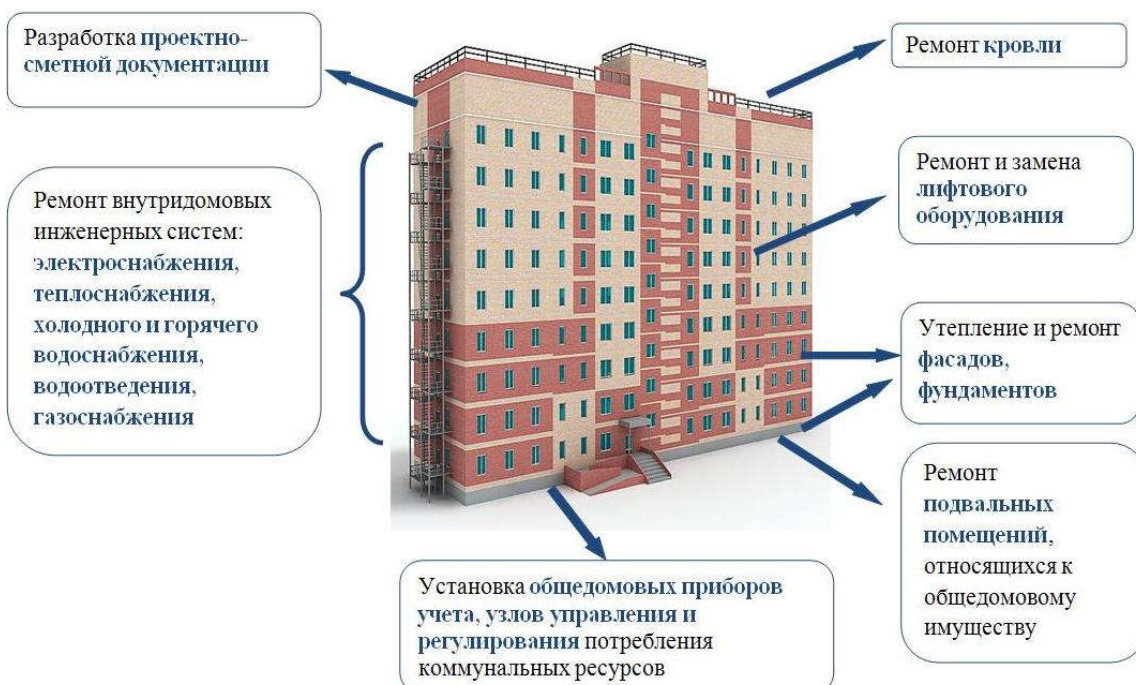 Разработка проектно-
сметной документации
Ремонт кровли
Ремонт внутридомовых
инженерных систем:
электроснабжения,
теплоснабжения,
холодного и горячего
водоснабжения,
водоотведения,
газоснабжения
Ремонт и замена
лифтового
оборудования
Утепление и ремонт
фасадов,
фундаментов
Ремонт
подвальных
помещений,
относящихся к
общедомовому
имуществу
Установка общедомовых приборов
учета, узлов управления и
регулирования потребления
коммунальных ресурсов